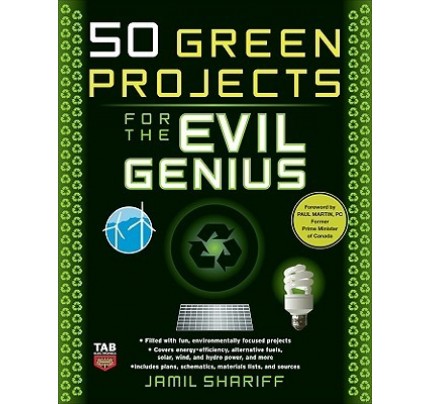 50 GREEN
PROJECTS
FOR THE EVIL
GENIUS
Foreword by
PAUL MARTIN, PC
Former
Prime Minister
of Canada
• Filled with fun, environmentally focused projects
• Covers energy-efficiency, alternative fuels,
solar, wind, and hydro power, and more
•Includes plans, schematics, materials lists, and sources
TAB
JAMIL SHARIFF